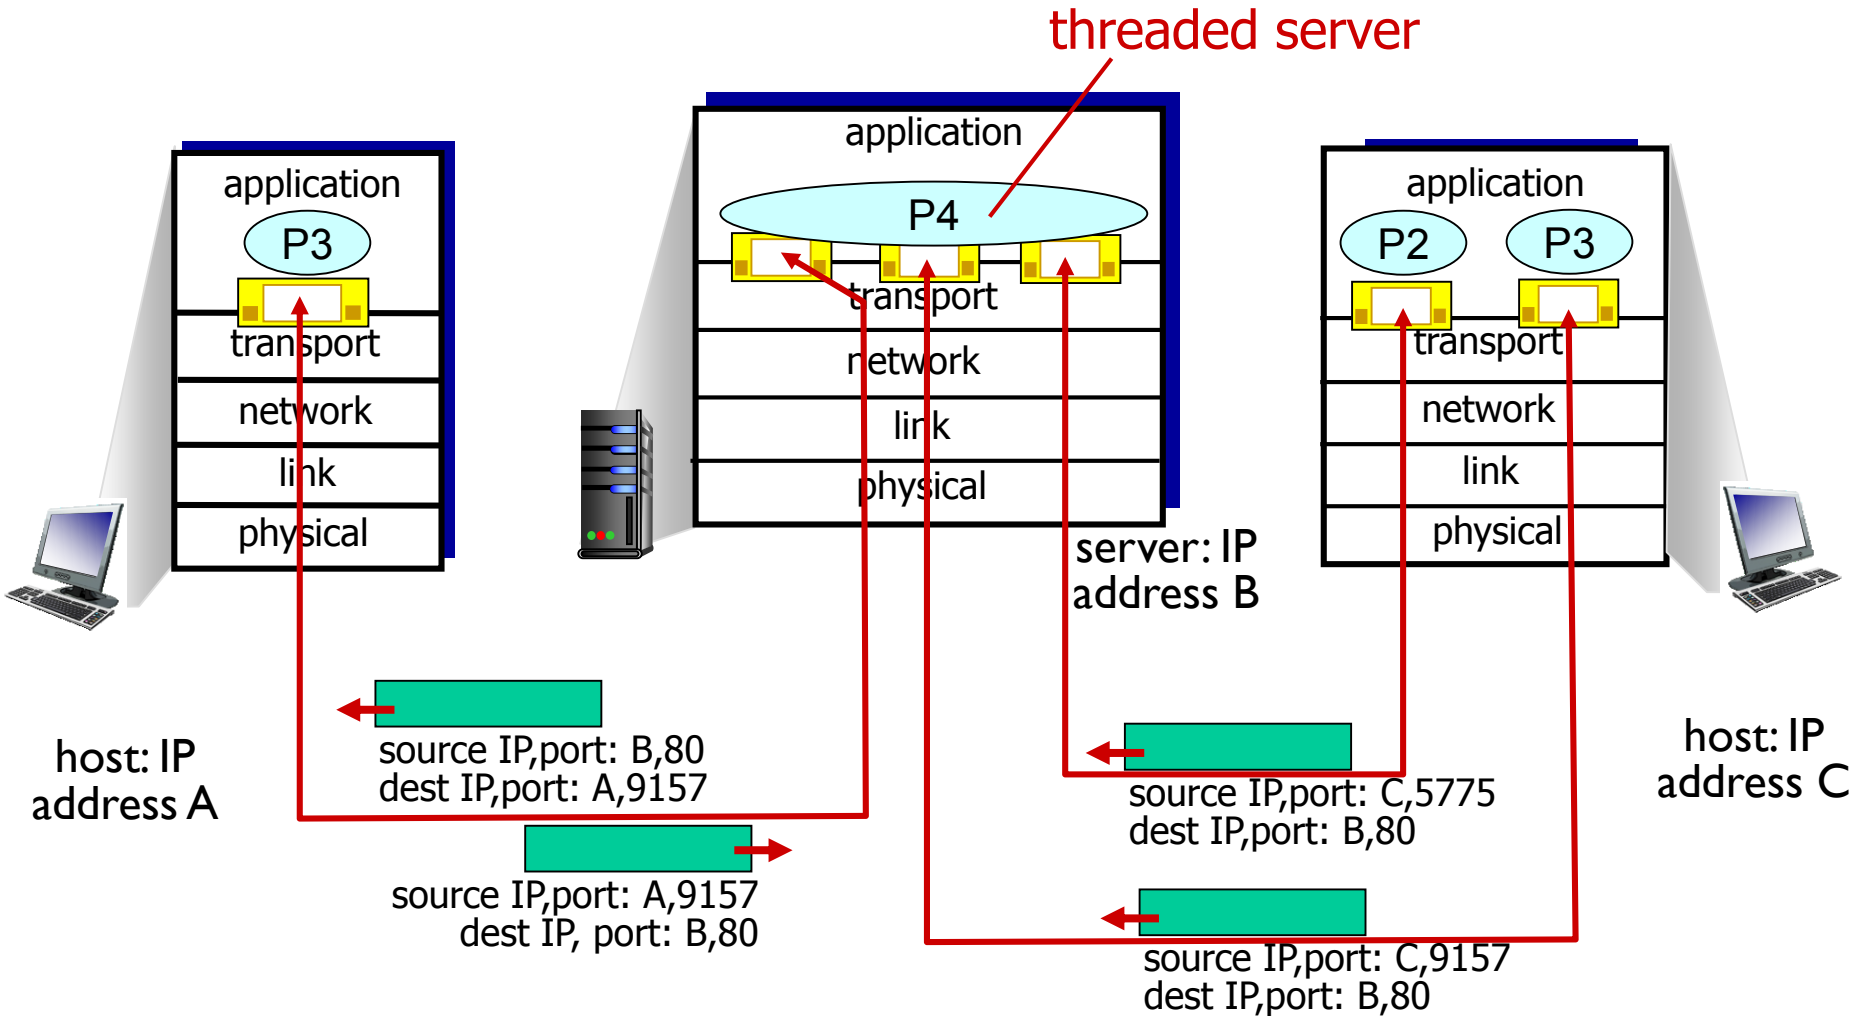 threaded server
application
P3
transport
network
link
physical
application
P4
transport
network
link
physical
application
P2
P3
transport
network
link
physical
server: IP
address B
host: IP
address A
source IP,port: B,80
dest IP,port: A,9157
source IP,port: A,9157
dest IP, port: B,80
source IP,port: C,5775
dest IP,port: B,80
source IP,port: C,9157
dest IP,port: B,80
host: IP
address C